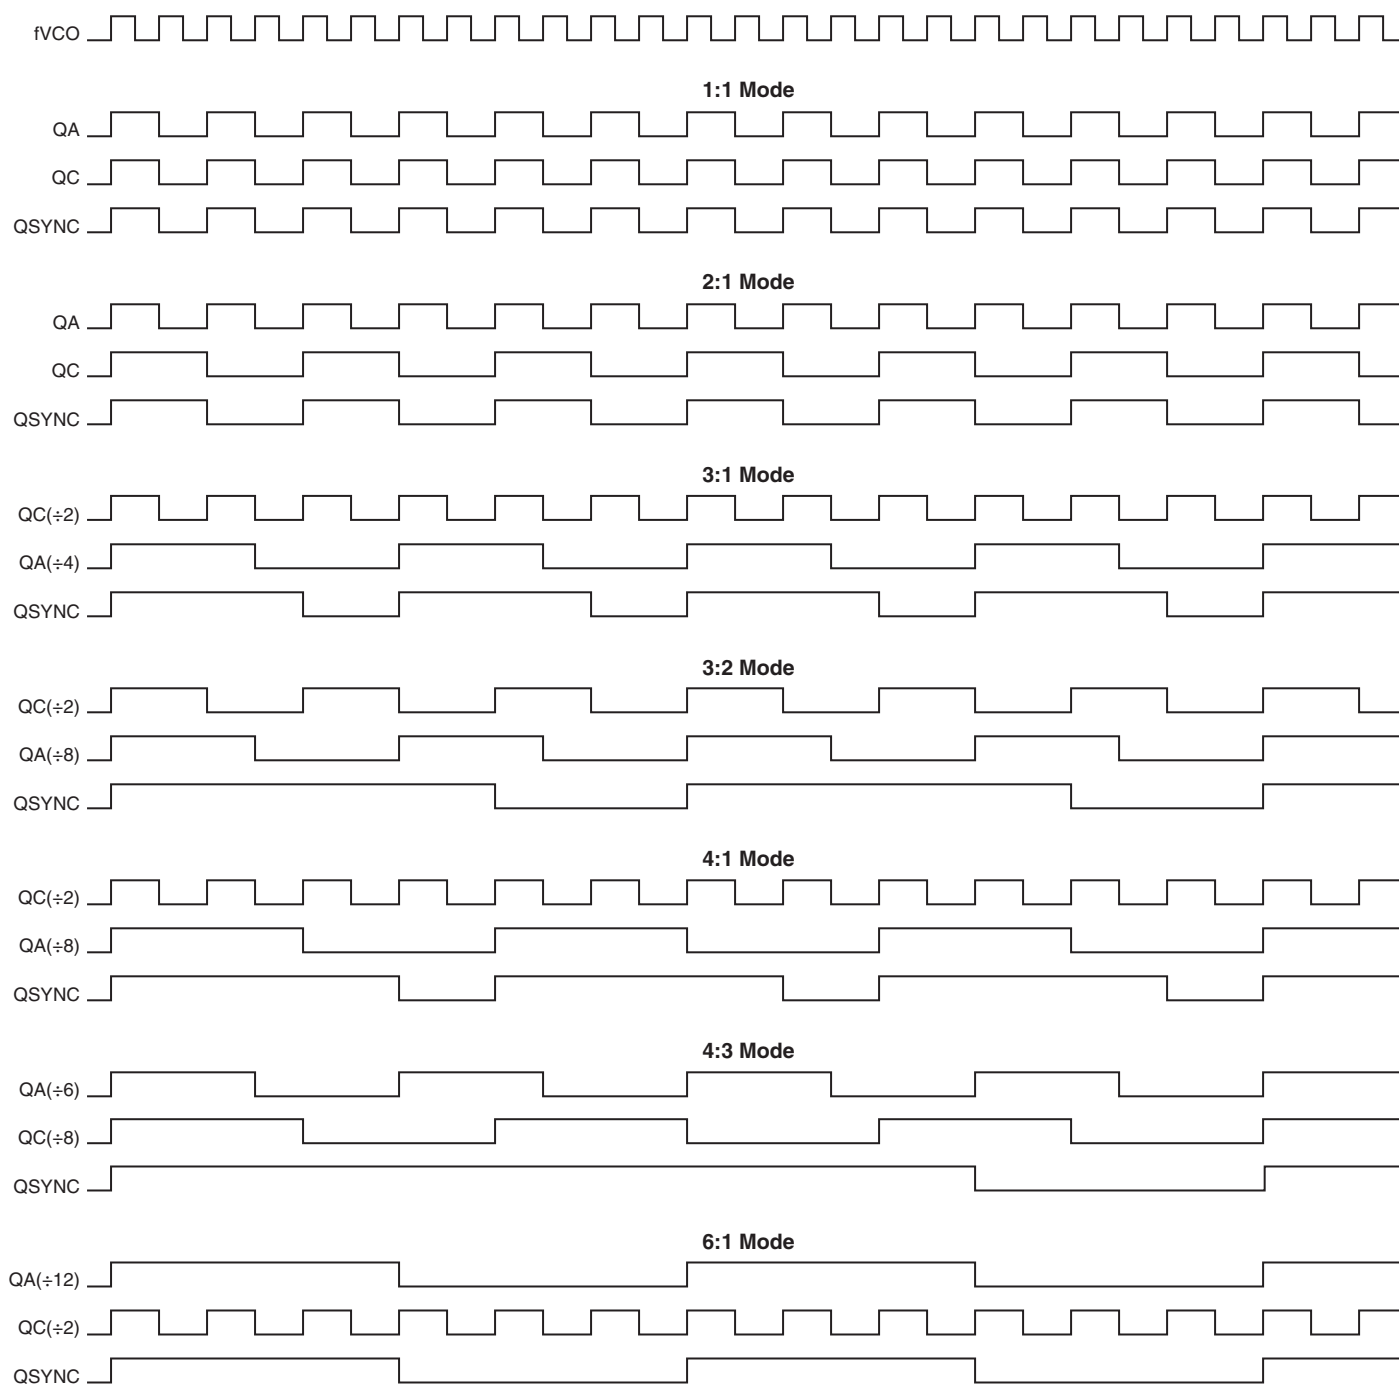 fVCO
1:1 Mode
QA
QC
QSYNC
2:1 Mode
QA
QC
QSYNC
3:1 Mode
QC(÷2)
QA(÷4)
QSYNC
3:2 Mode
QC(÷2)
QA(÷8)
QSYNC
4:1 Mode
QC(÷2)
QA(÷8)
QSYNC
4:3 Mode
QA(÷6)
QC(÷8)
QSYNC
6:1 Mode
QA(÷12)
QC(÷2)
QSYNC